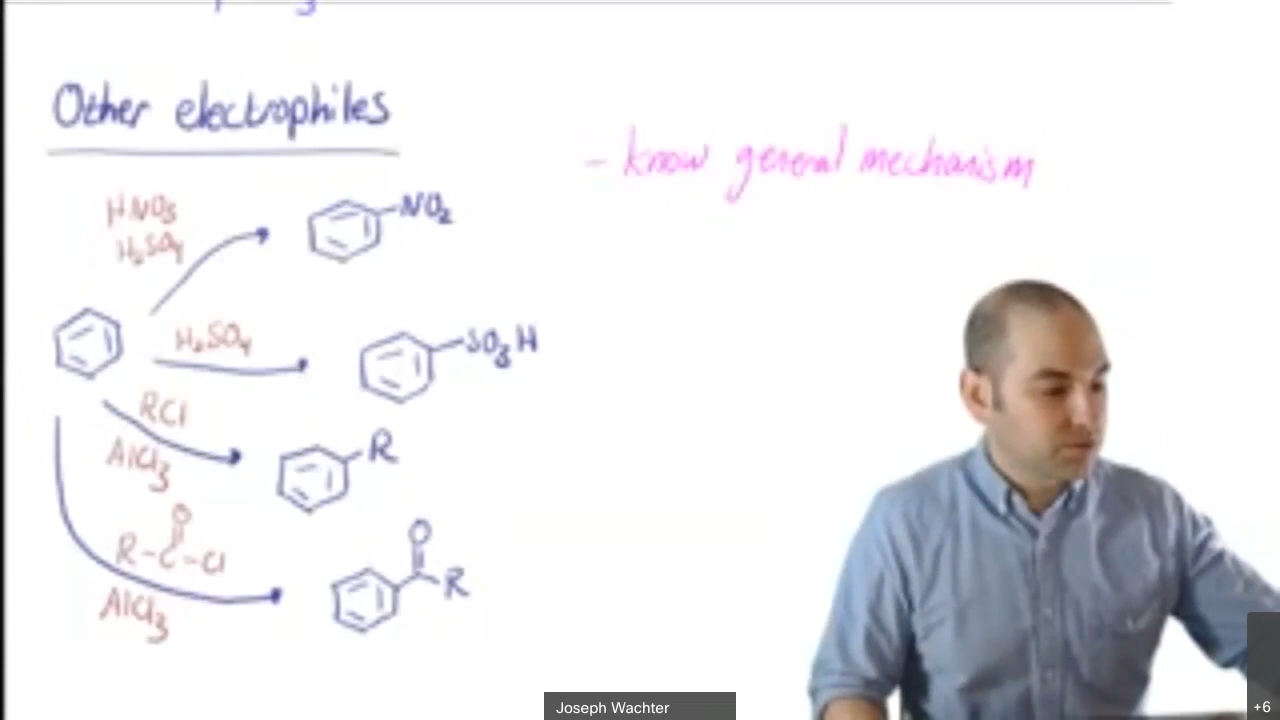 Other electrophiles
- know general mechanism
HNO3
H2SO4
NO2
H2SO4
SO3H
RCl
AlCl3
R
O
R-C-Cl
AlCl3
O
R
Joseph Wachter
+6